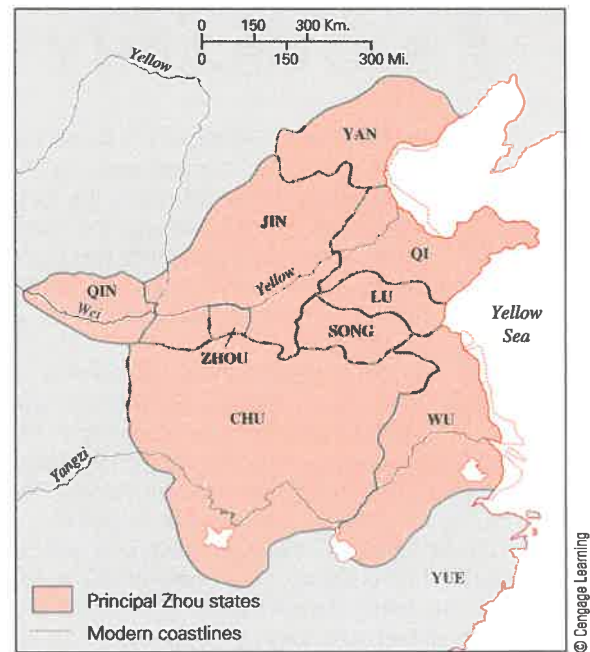 0 150 300 Km.
0 150 300 Mi.
Yellow
YAN
JIN
QI
Yellow
QIN
Wei
LU
SONG
ZHOU
Yellow
Sea
CHU
WU
Yangzi
YUE
Principal Zhou states
Modern coastlines
© Cengage Learning